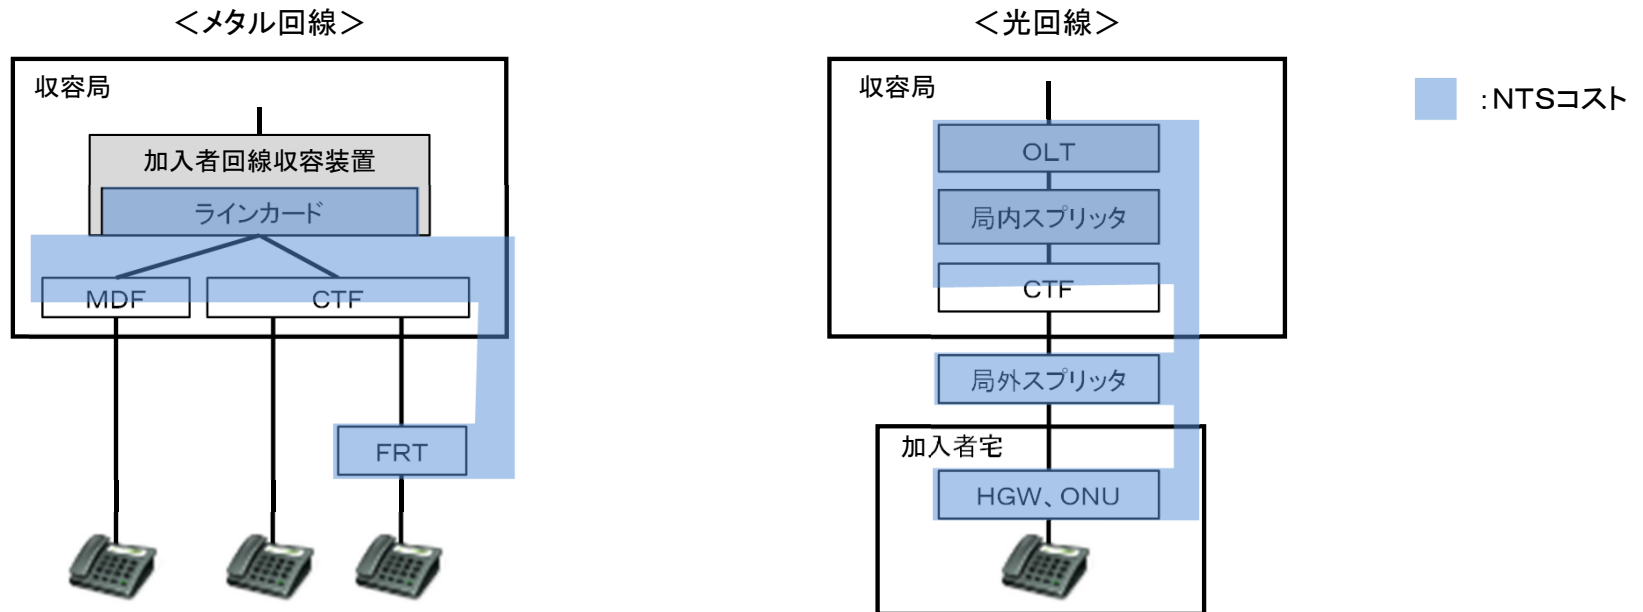 ＜メタル回線＞
収容局
加入者回線収容装置
ラインカード
MDF
CTF
FRT
＜光回線＞
収容局
OLT
局内スプリッタ
CTF
局外スプリッタ
加入者宅
HGW、ONU
：NTSコスト